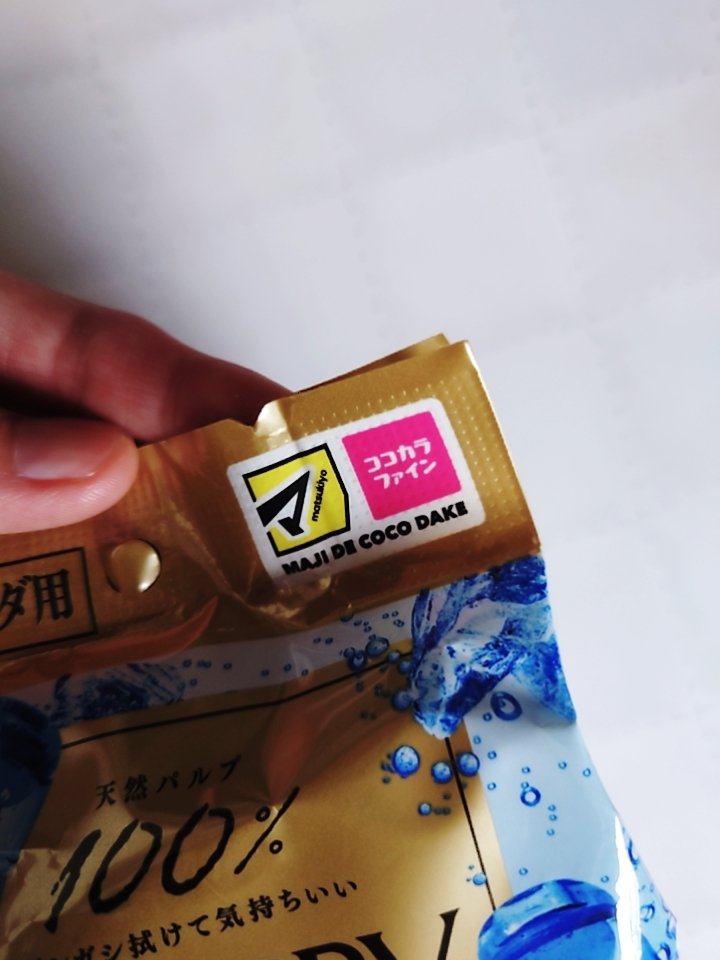 matsukiyo
ココカラ
ファイン
MAJI DE COCO DAKE
ダ用
天然パルプ
100%
ガシ拭けて気持ちいい